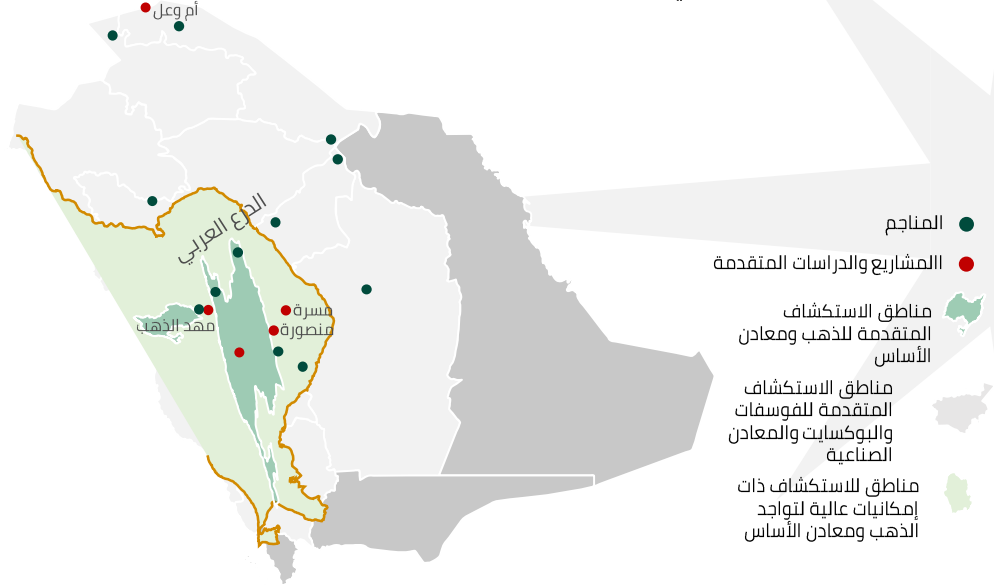 أم وعل
الدرع العربي
مسرة
مهد الذهب
منصورة
المناجم
االمشاريع والدراسات المتقدمة
مناطق الاستكشاف
المتقدمة للذهب ومعادن
الأساس
مناطق الاستكشاف
المتقدمة للفوسفات
والبوكسايت والمعادن
الصناعية
مناطق للاستكشاف ذات
إمكانيات عالية لتواجد
الذهب ومعادن الأساس